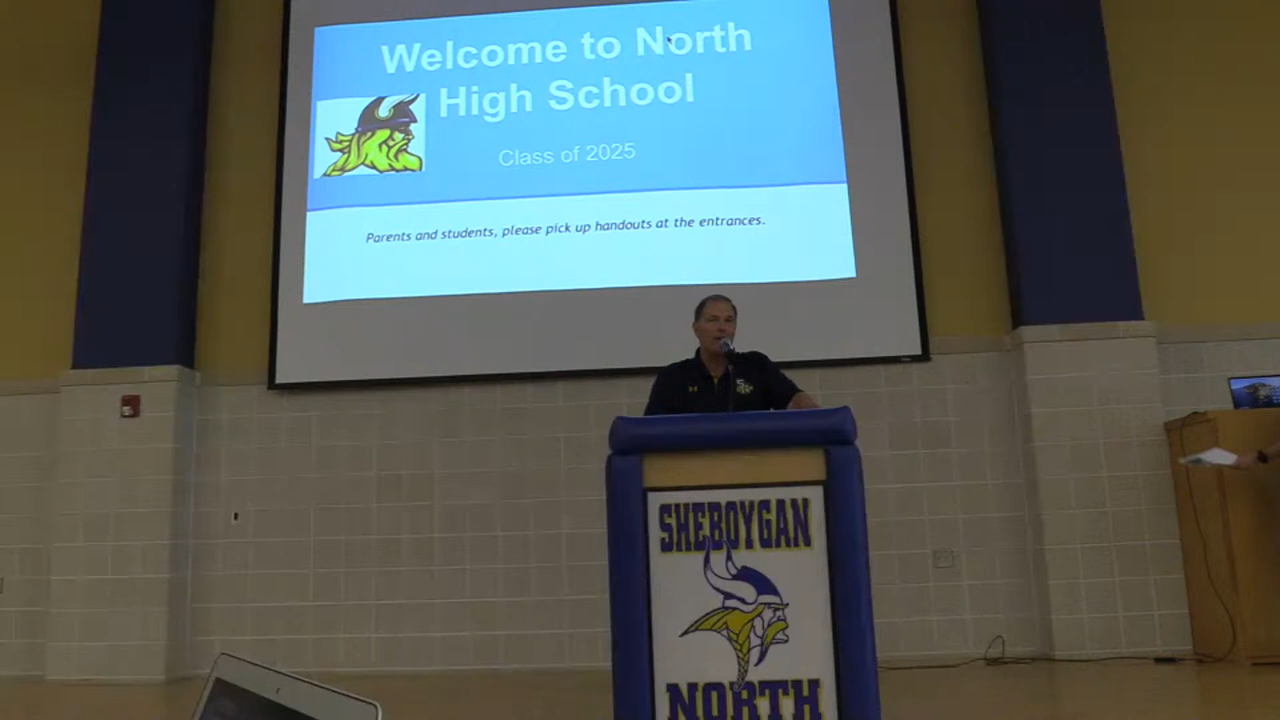 Welcome to North
High School
Class of 2025
Parents and students, please pick up handouts at the entrances.
SHEBOYGAN
NORTH